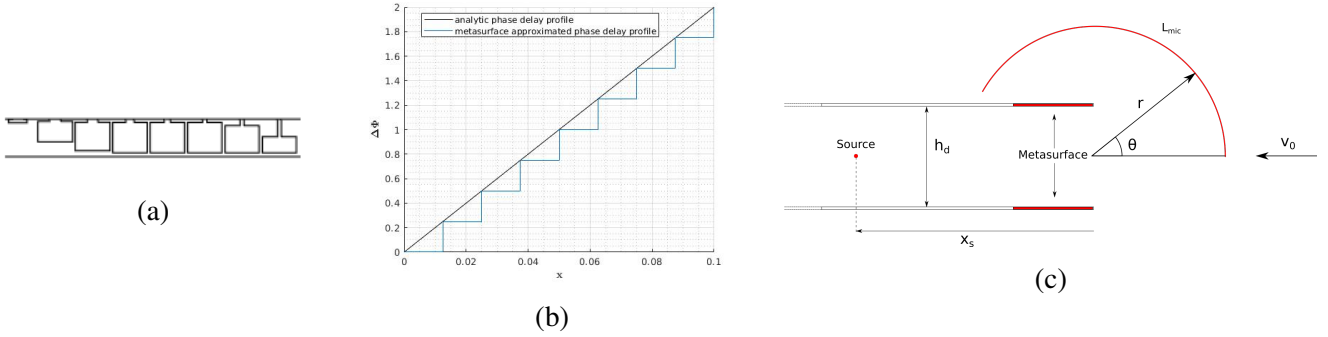 (a)
2
1.8
1.6
1.4
1.2
1
0.8
0.6
0.4
0.2
0
ΔΦ
analytic phase delay profile
metasurface approximated phase delay profile
0 0.02 0.04 0.06 0.08 0.1
x
(b)
L_mic
r
θ
v_0
Source
h_d
Metasurface
x_s
(c)